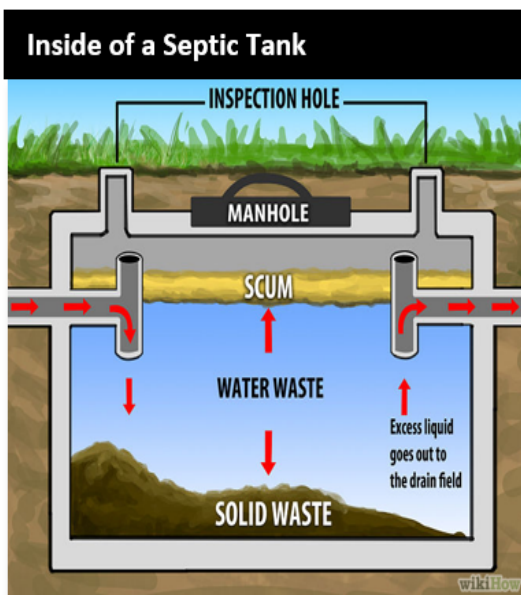 Inside of a Septic Tank
INSPECTION HOLE
MANHOLE
SCUM
WATER WASTE
Excess liquid
goes out to
the drain field
SOLID WASTE
wikiHow